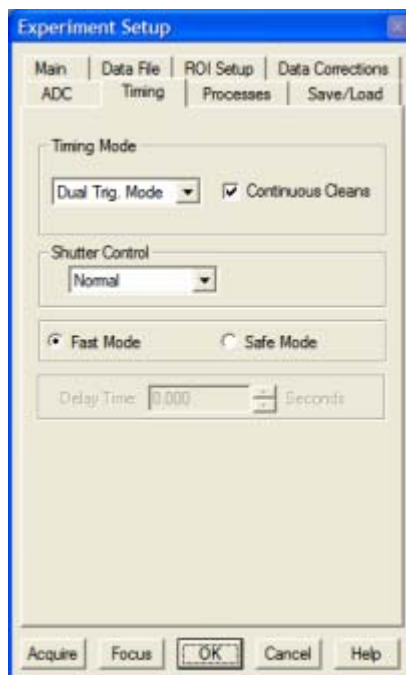 Experiment Setup
Main Data File ROI Setup Data Corrections
ADC Timing Processes Save/Load
Timing Mode
Dual Trig. Mode Continuous Cleans
Shutter Control
Normal
Fast Mode Safe Mode
Delay Time: 0.000 Seconds
Acquire Focus OK Cancel Help